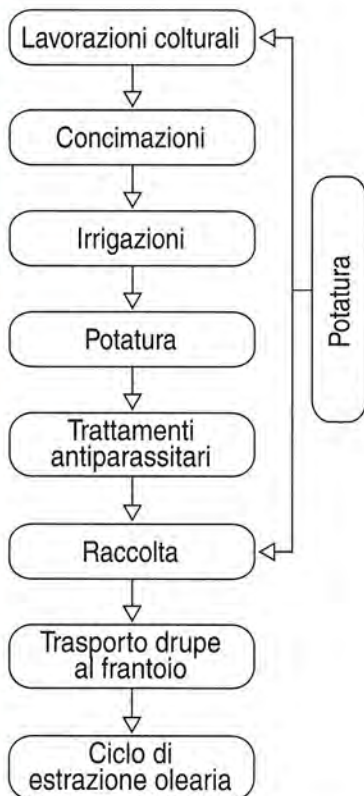 Lavorazioni colturali
Concimazioni
Irrigazioni
Potatura
Trattamenti
antiparassitari
Raccolta
Trasporto drupe
al frantoio
Ciclo di
estrazione olearia
Potatura